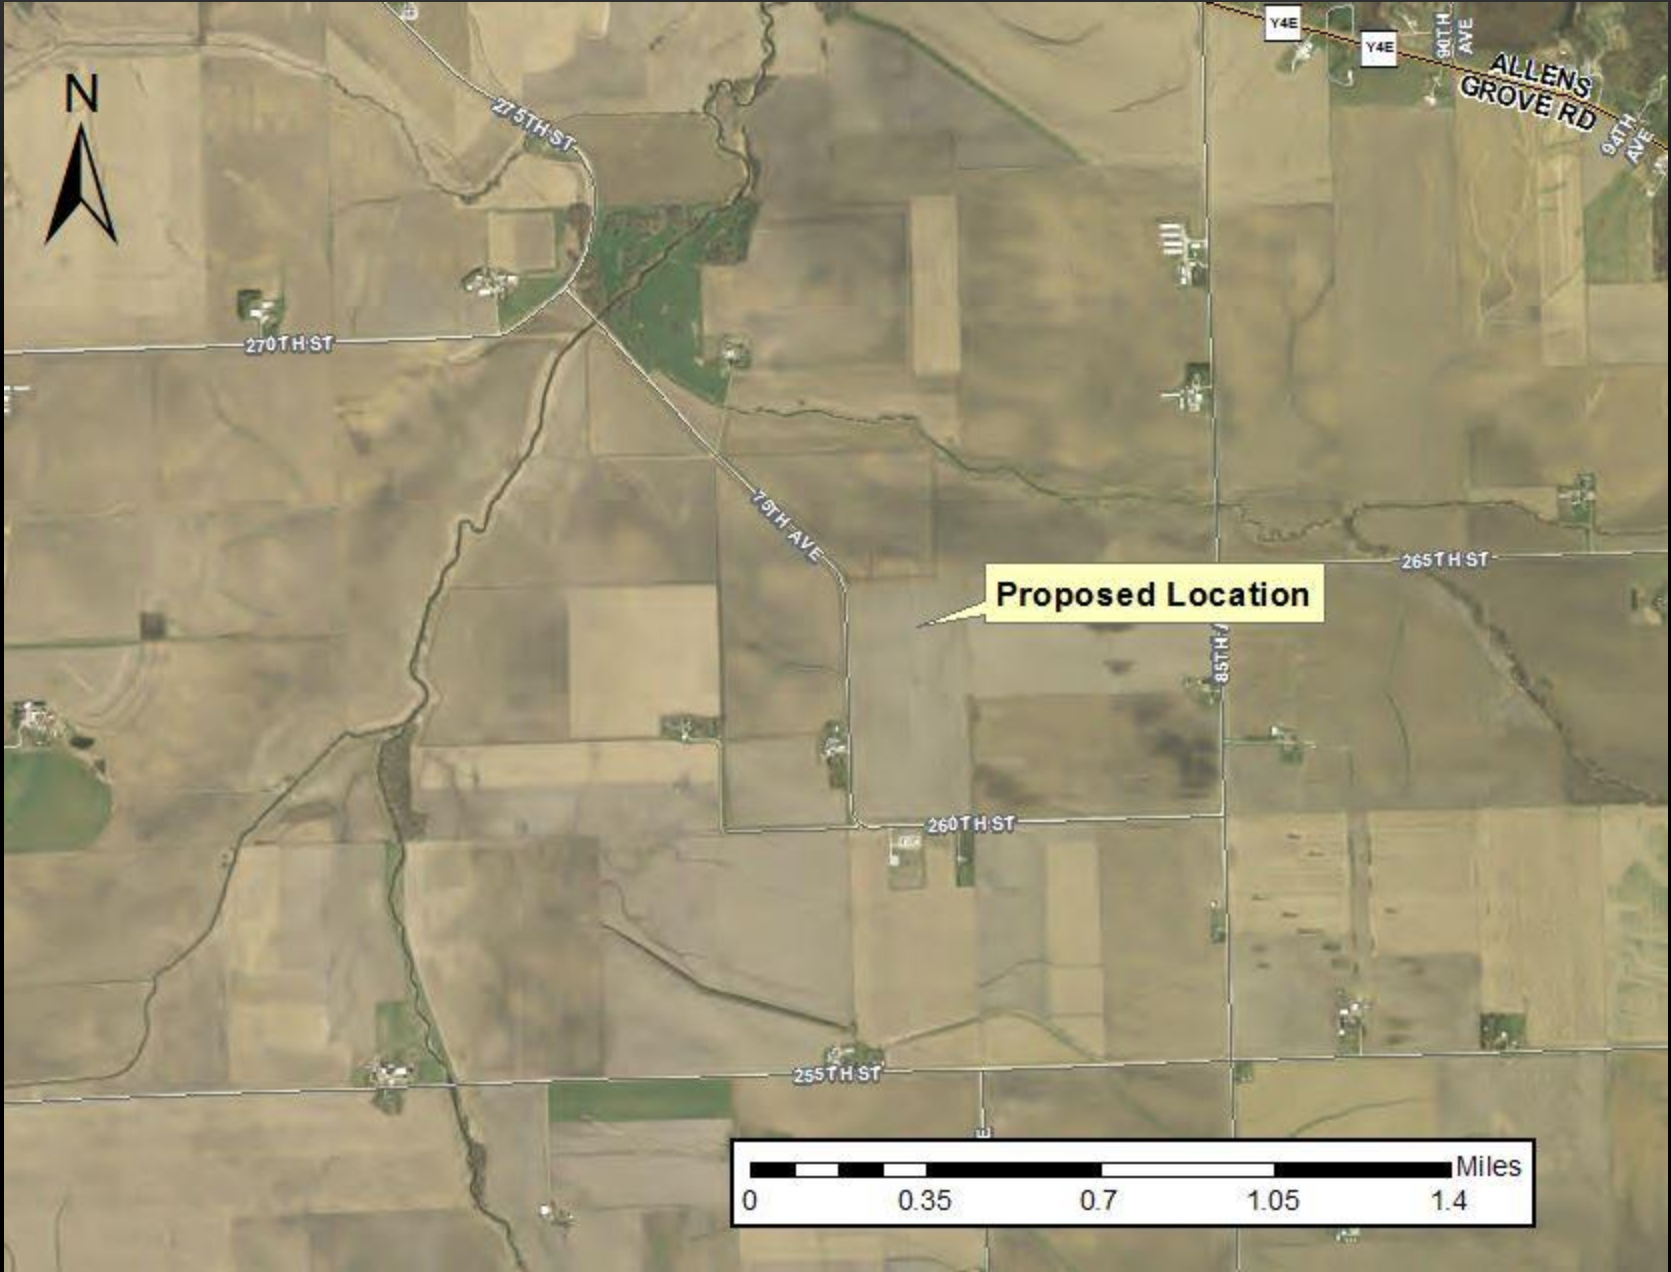 Y4E
Y4E
90TH
AVE
ALLENS
GROVE RD
94TH
AVE
N
275TH ST
270TH ST
75TH AVE
265TH ST
Proposed Location
85TH
260TH ST
255TH ST
E
Miles
0 0.35 0.7 1.05 1.4